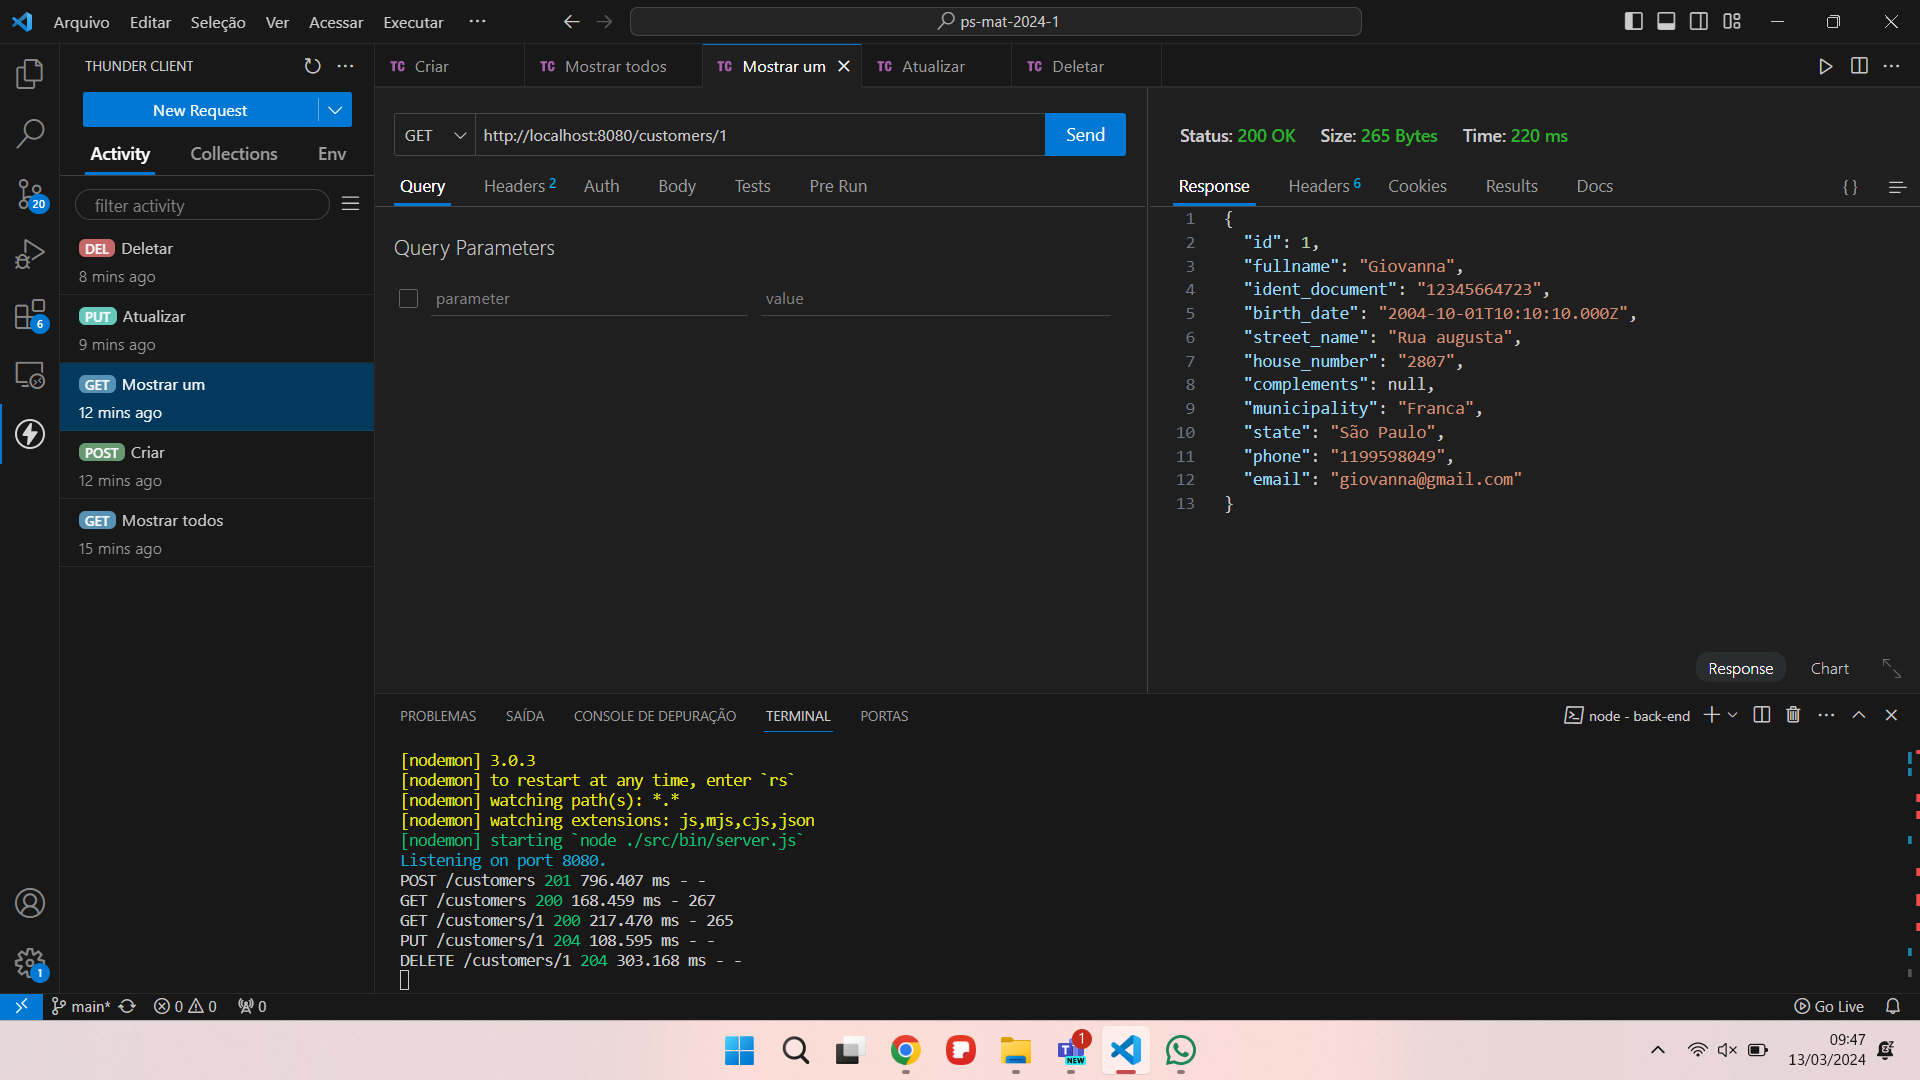 Arquivo Editar Seleção Ver Acessar Executar ··· ps-mat-2024-1
THUNDER CLIENT
New Request
Activity Collections Env
filter activity
DEL Deletar
8 mins ago
PUT Atualizar
9 mins ago
GET Mostrar um
12 mins ago
POST Criar
12 mins ago
GET Mostrar todos
15 mins ago
20
6
1
TC Criar
TC Mostrar todos
TC Mostrar um
TC Atualizar
TC Deletar
GET http://localhost:8080/customers/1 Send
Query Headers 2 Auth Body Tests Pre Run
Query Parameters
parameter value
Status: 200 OK Size: 265 Bytes Time: 220 ms
Response Headers 6 Cookies Results Docs { }
1 {
2 "id": 1,
3 "fullname": "Giovanna",
4 "ident_document": "12345664723",
5 "birth_date": "2004-10-01T10:10:10.000Z",
6 "street_name": "Rua augusta",
7 "house_number": "2807",
8 "complements": null,
9 "municipality": "Franca",
10 "state": "São Paulo",
11 "phone": "1199598049",
12 "email": "giovanna@gmail.com"
13 }
Response Chart
PROBLEMAS SAÍDA CONSOLE DE DEPURAÇÃO TERMINAL PORTAS
node - back-end
[nodemon] 3.0.3
[nodemon] to restart at any time, enter `rs`
[nodemon] watching path(s): *.*
[nodemon] watching extensions: js,mjs,cjs,json
[nodemon] starting `node ./src/bin/server.js`
Listening on port 8080.
POST /customers 201 796.407 ms - -
GET /customers 200 168.459 ms - 267
GET /customers/1 200 217.470 ms - 265
PUT /customers/1 204 108.595 ms - -
DELETE /customers/1 204 303.168 ms - -
main* 0 0 0 Go Live
1
NEW
09:47
13/03/2024